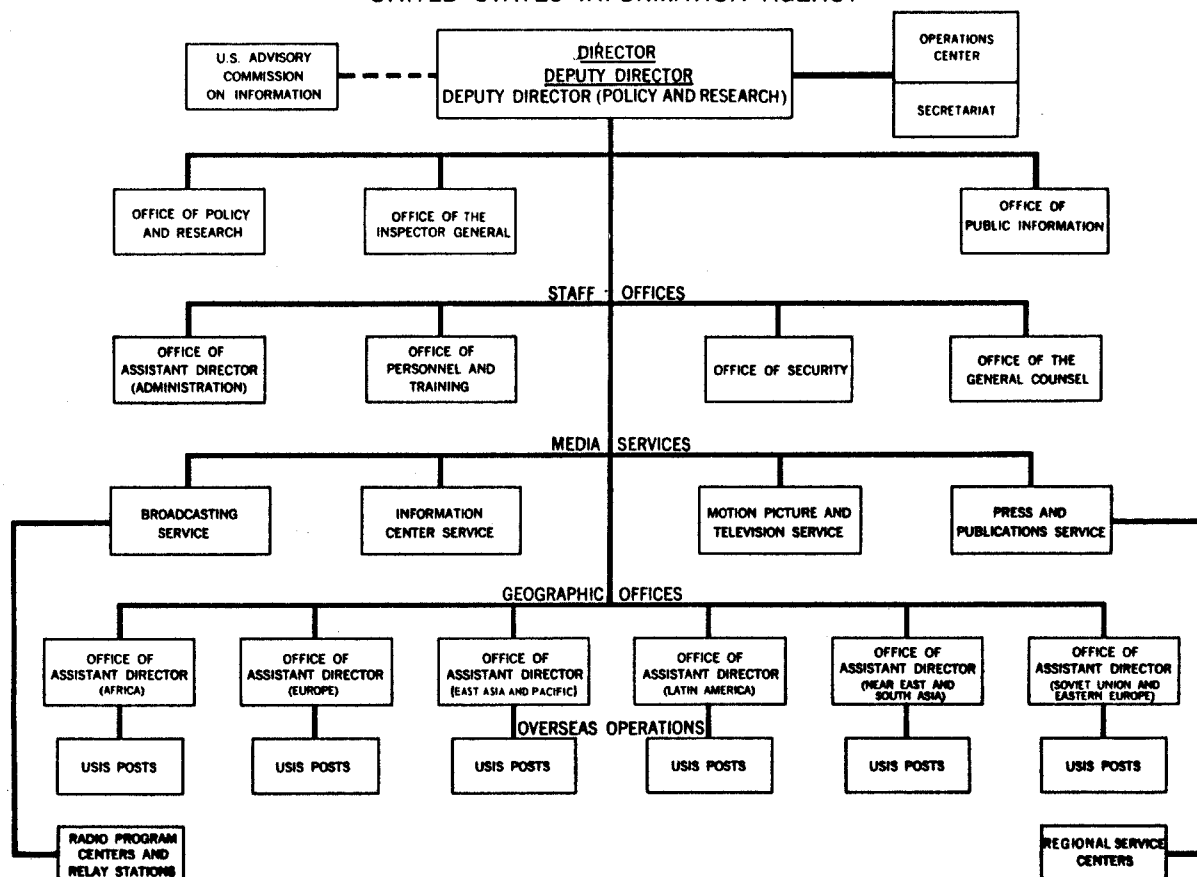 UNITED STATES INFORMATION AGENCY
U.S. ADVISORY
COMMISSION
ON INFORMATION
DIRECTOR
DEPUTY DIRECTOR
DEPUTY DIRECTOR (POLICY AND RESEARCH)
OPERATIONS
CENTER
SECRETARIAT
OFFICE OF POLICY
AND RESEARCH
OFFICE OF THE
INSPECTOR GENERAL
OFFICE OF
PUBLIC INFORMATION
STAFF OFFICES
OFFICE OF
ASSISTANT DIRECTOR
(ADMINISTRATION)
OFFICE OF
PERSONNEL AND
TRAINING
OFFICE OF SECURITY
OFFICE OF THE
GENERAL COUNSEL
MEDIA SERVICES
BROADCASTING
SERVICE
INFORMATION
CENTER SERVICE
MOTION PICTURE AND
TELEVISION SERVICE
PRESS AND
PUBLICATIONS SERVICE
GEOGRAPHIC OFFICES
OFFICE OF
ASSISTANT DIRECTOR
(AFRICA)
OFFICE OF
ASSISTANT DIRECTOR
(EUROPE)
OFFICE OF
ASSISTANT DIRECTOR
(EAST ASIA AND PACIFIC)
OFFICE OF
ASSISTANT DIRECTOR
(LATIN AMERICA)
OFFICE OF
ASSISTANT DIRECTOR
(NEAR EAST AND
SOUTH ASIA)
OFFICE OF
ASSISTANT DIRECTOR
(SOVIET UNION AND
EASTERN EUROPE)
OVERSEAS OPERATIONS
USIS POSTS
USIS POSTS
USIS POSTS
USIS POSTS
USIS POSTS
USIS POSTS
RADIO PROGRAM
CENTERS AND
RELAY STATIONS
REGIONAL SERVICE
CENTERS